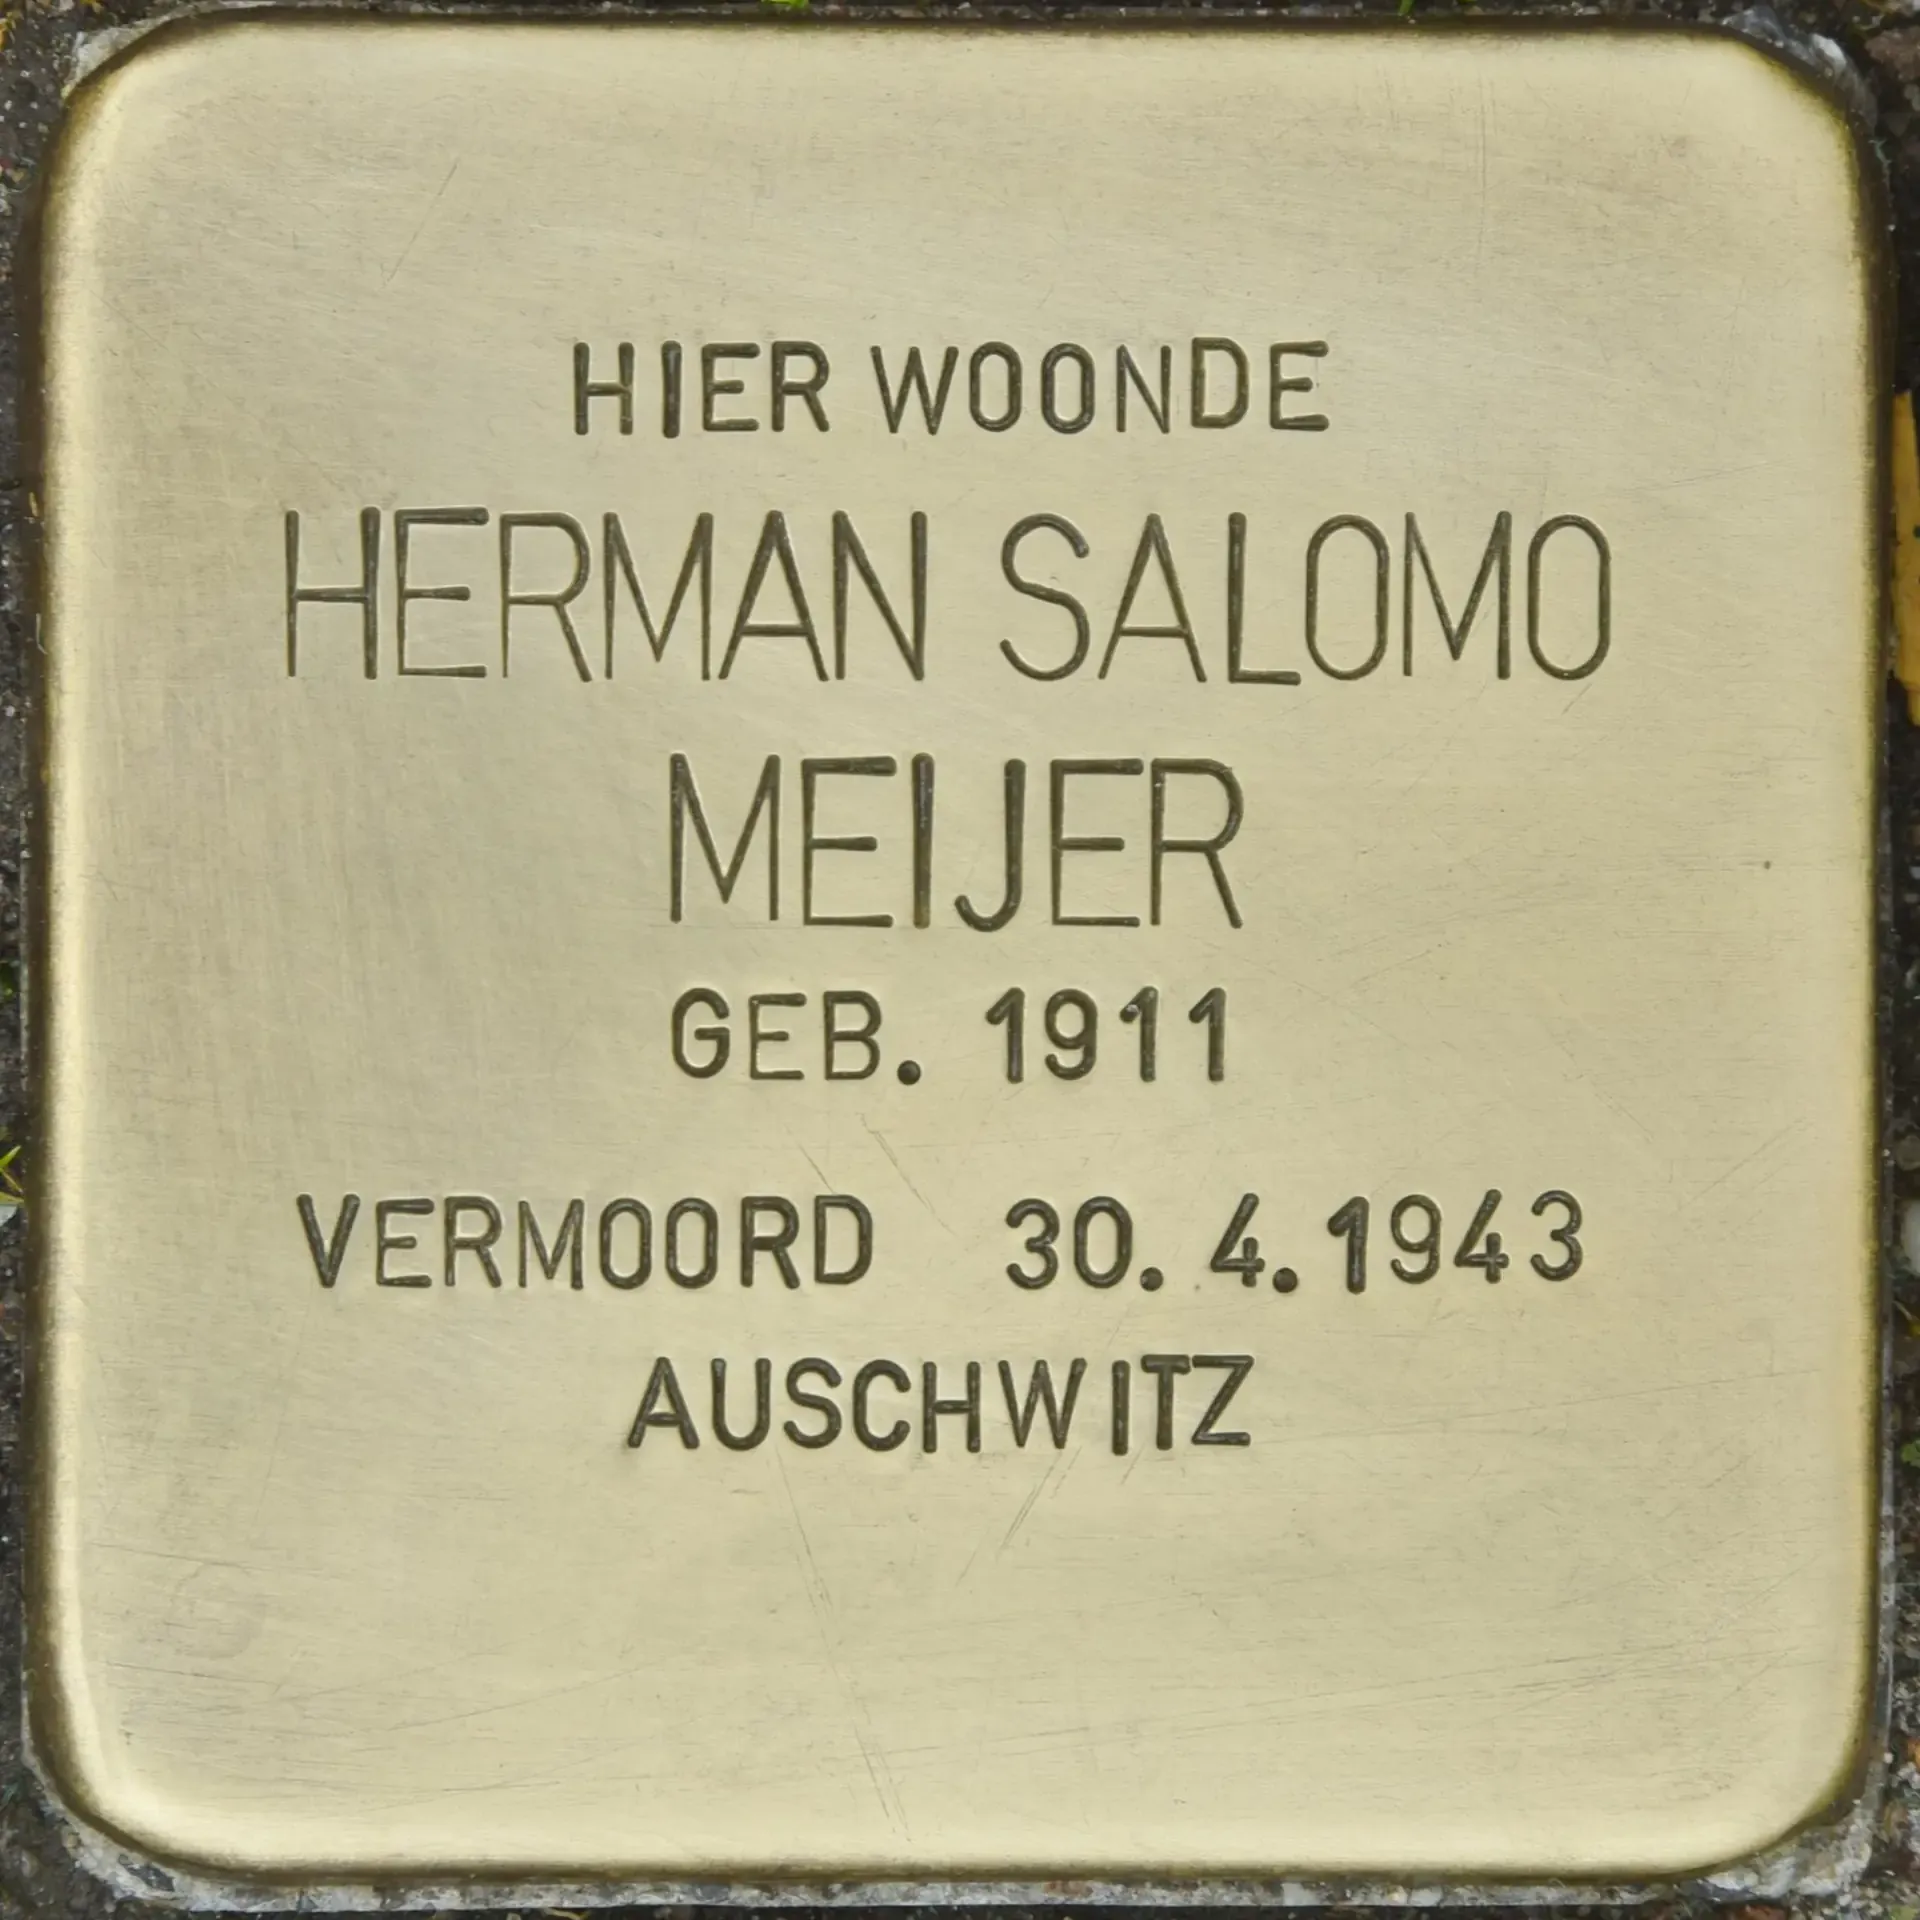 HIER WOONDE
HERMAN SALOMO
MEIJER
GEB. 1911
VERMOORD 30.4.1943
AUSCHWITZ